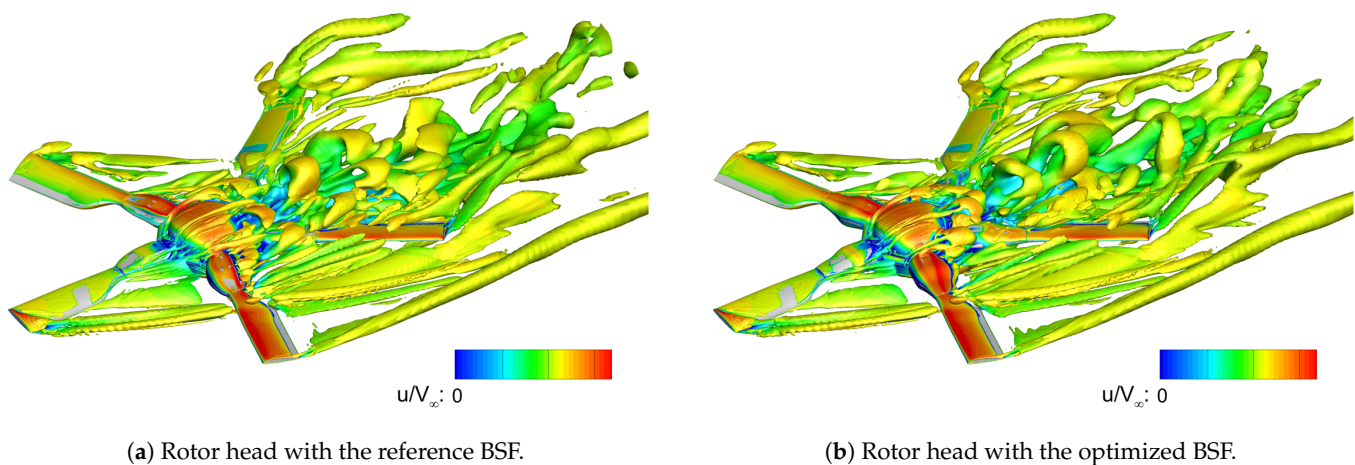 u/V∞: 0
u/V∞: 0
(a) Rotor head with the reference BSF.
(b) Rotor head with the optimized BSF.